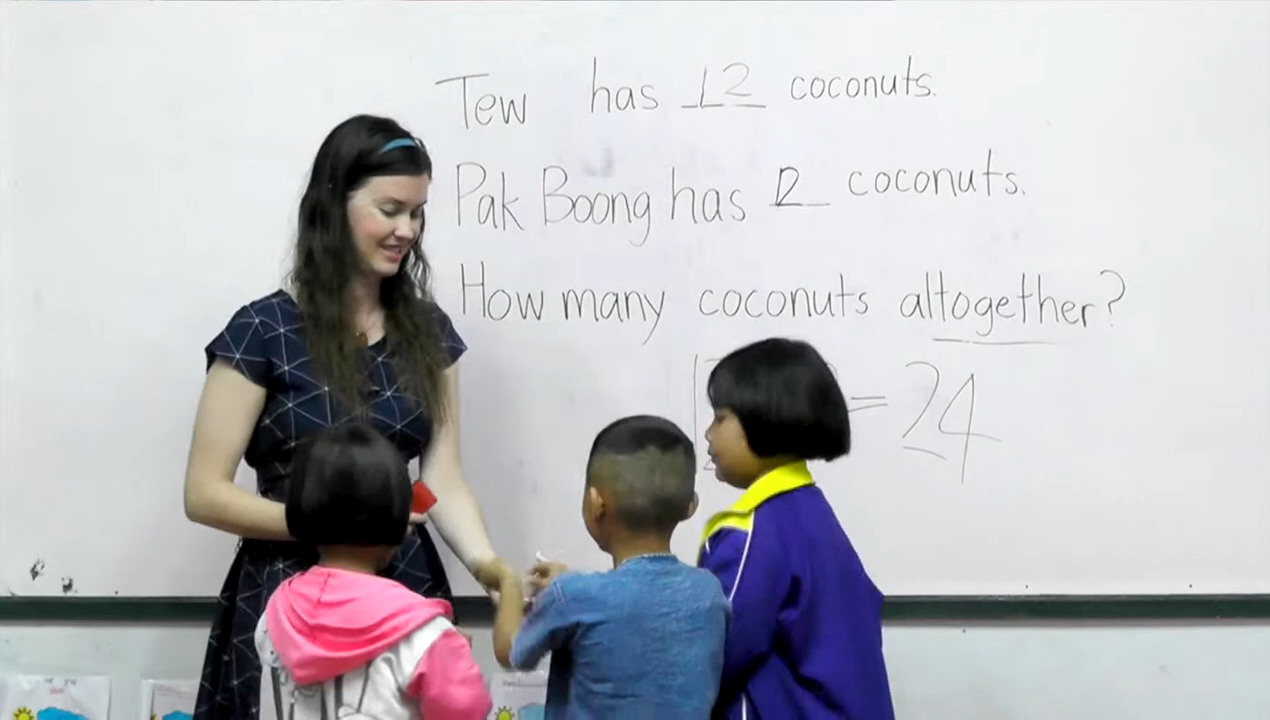 Tew has 12 coconuts.
Pak Boong has 12 coconuts.
How many coconuts altogether?
= 24